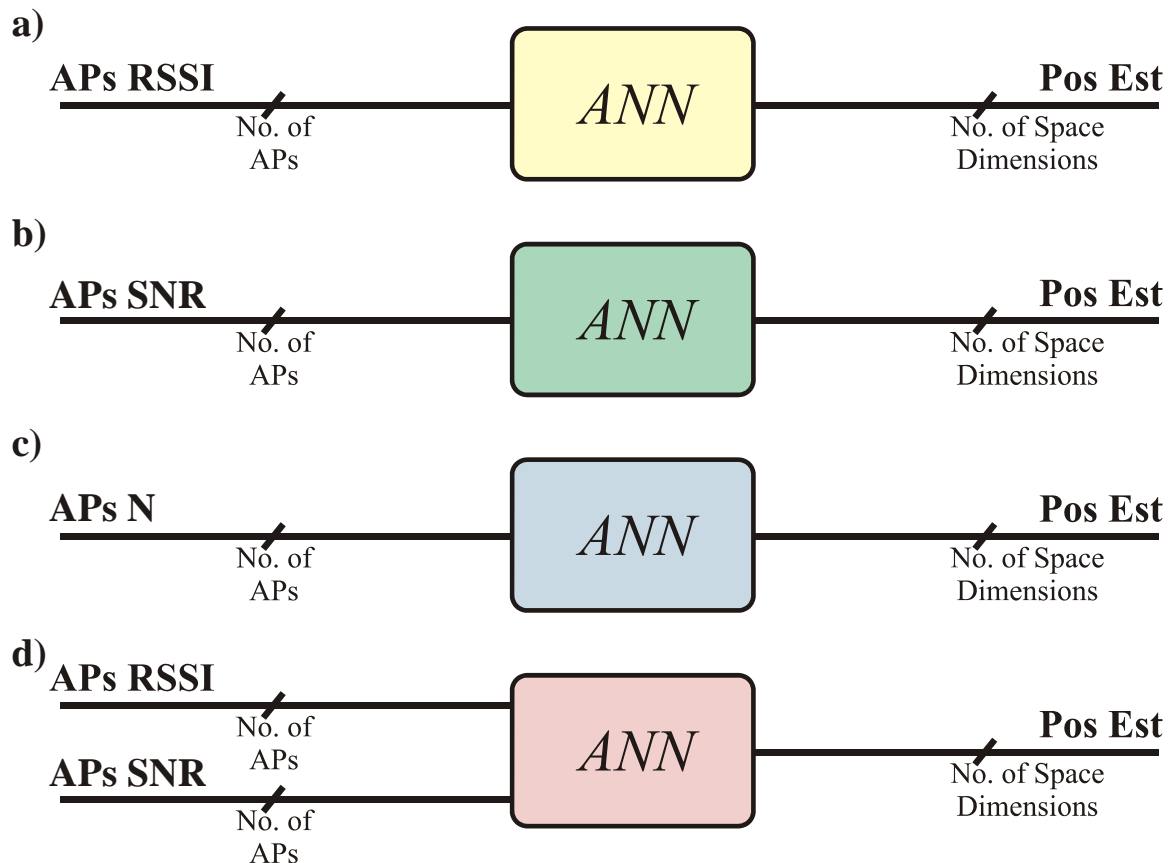 a)
APs RSSI
No. of
APs
ANN
Pos Est
No. of Space
Dimensions
b)
APs SNR
No. of
APs
ANN
Pos Est
No. of Space
Dimensions
c)
APs N
No. of
APs
ANN
Pos Est
No. of Space
Dimensions
d)
APs RSSI
No. of
APs
APs SNR
No. of
APs
ANN
Pos Est
No. of Space
Dimensions